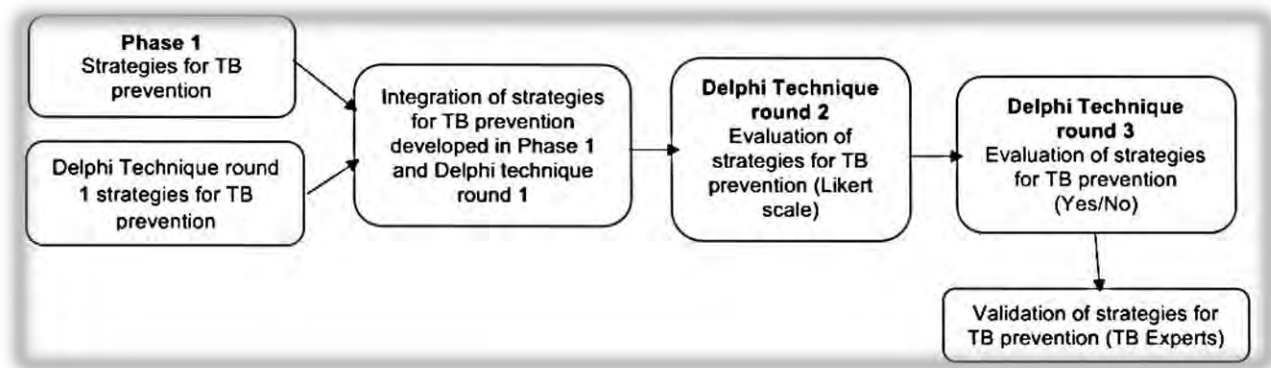 Phase 1
Strategies for TB
prevention
Delphi Technique round
1 strategies for TB
prevention
Integration of strategies
for TB prevention
developed in Phase 1
and Delphi technique
round 1
Delphi Technique
round 2
Evaluation of
strategies for TB
prevention (Likert
scale)
Delphi Technique
round 3
Evaluation of strategies
for TB prevention
(Yes/No)
Validation of strategies for
TB prevention (TB Experts)